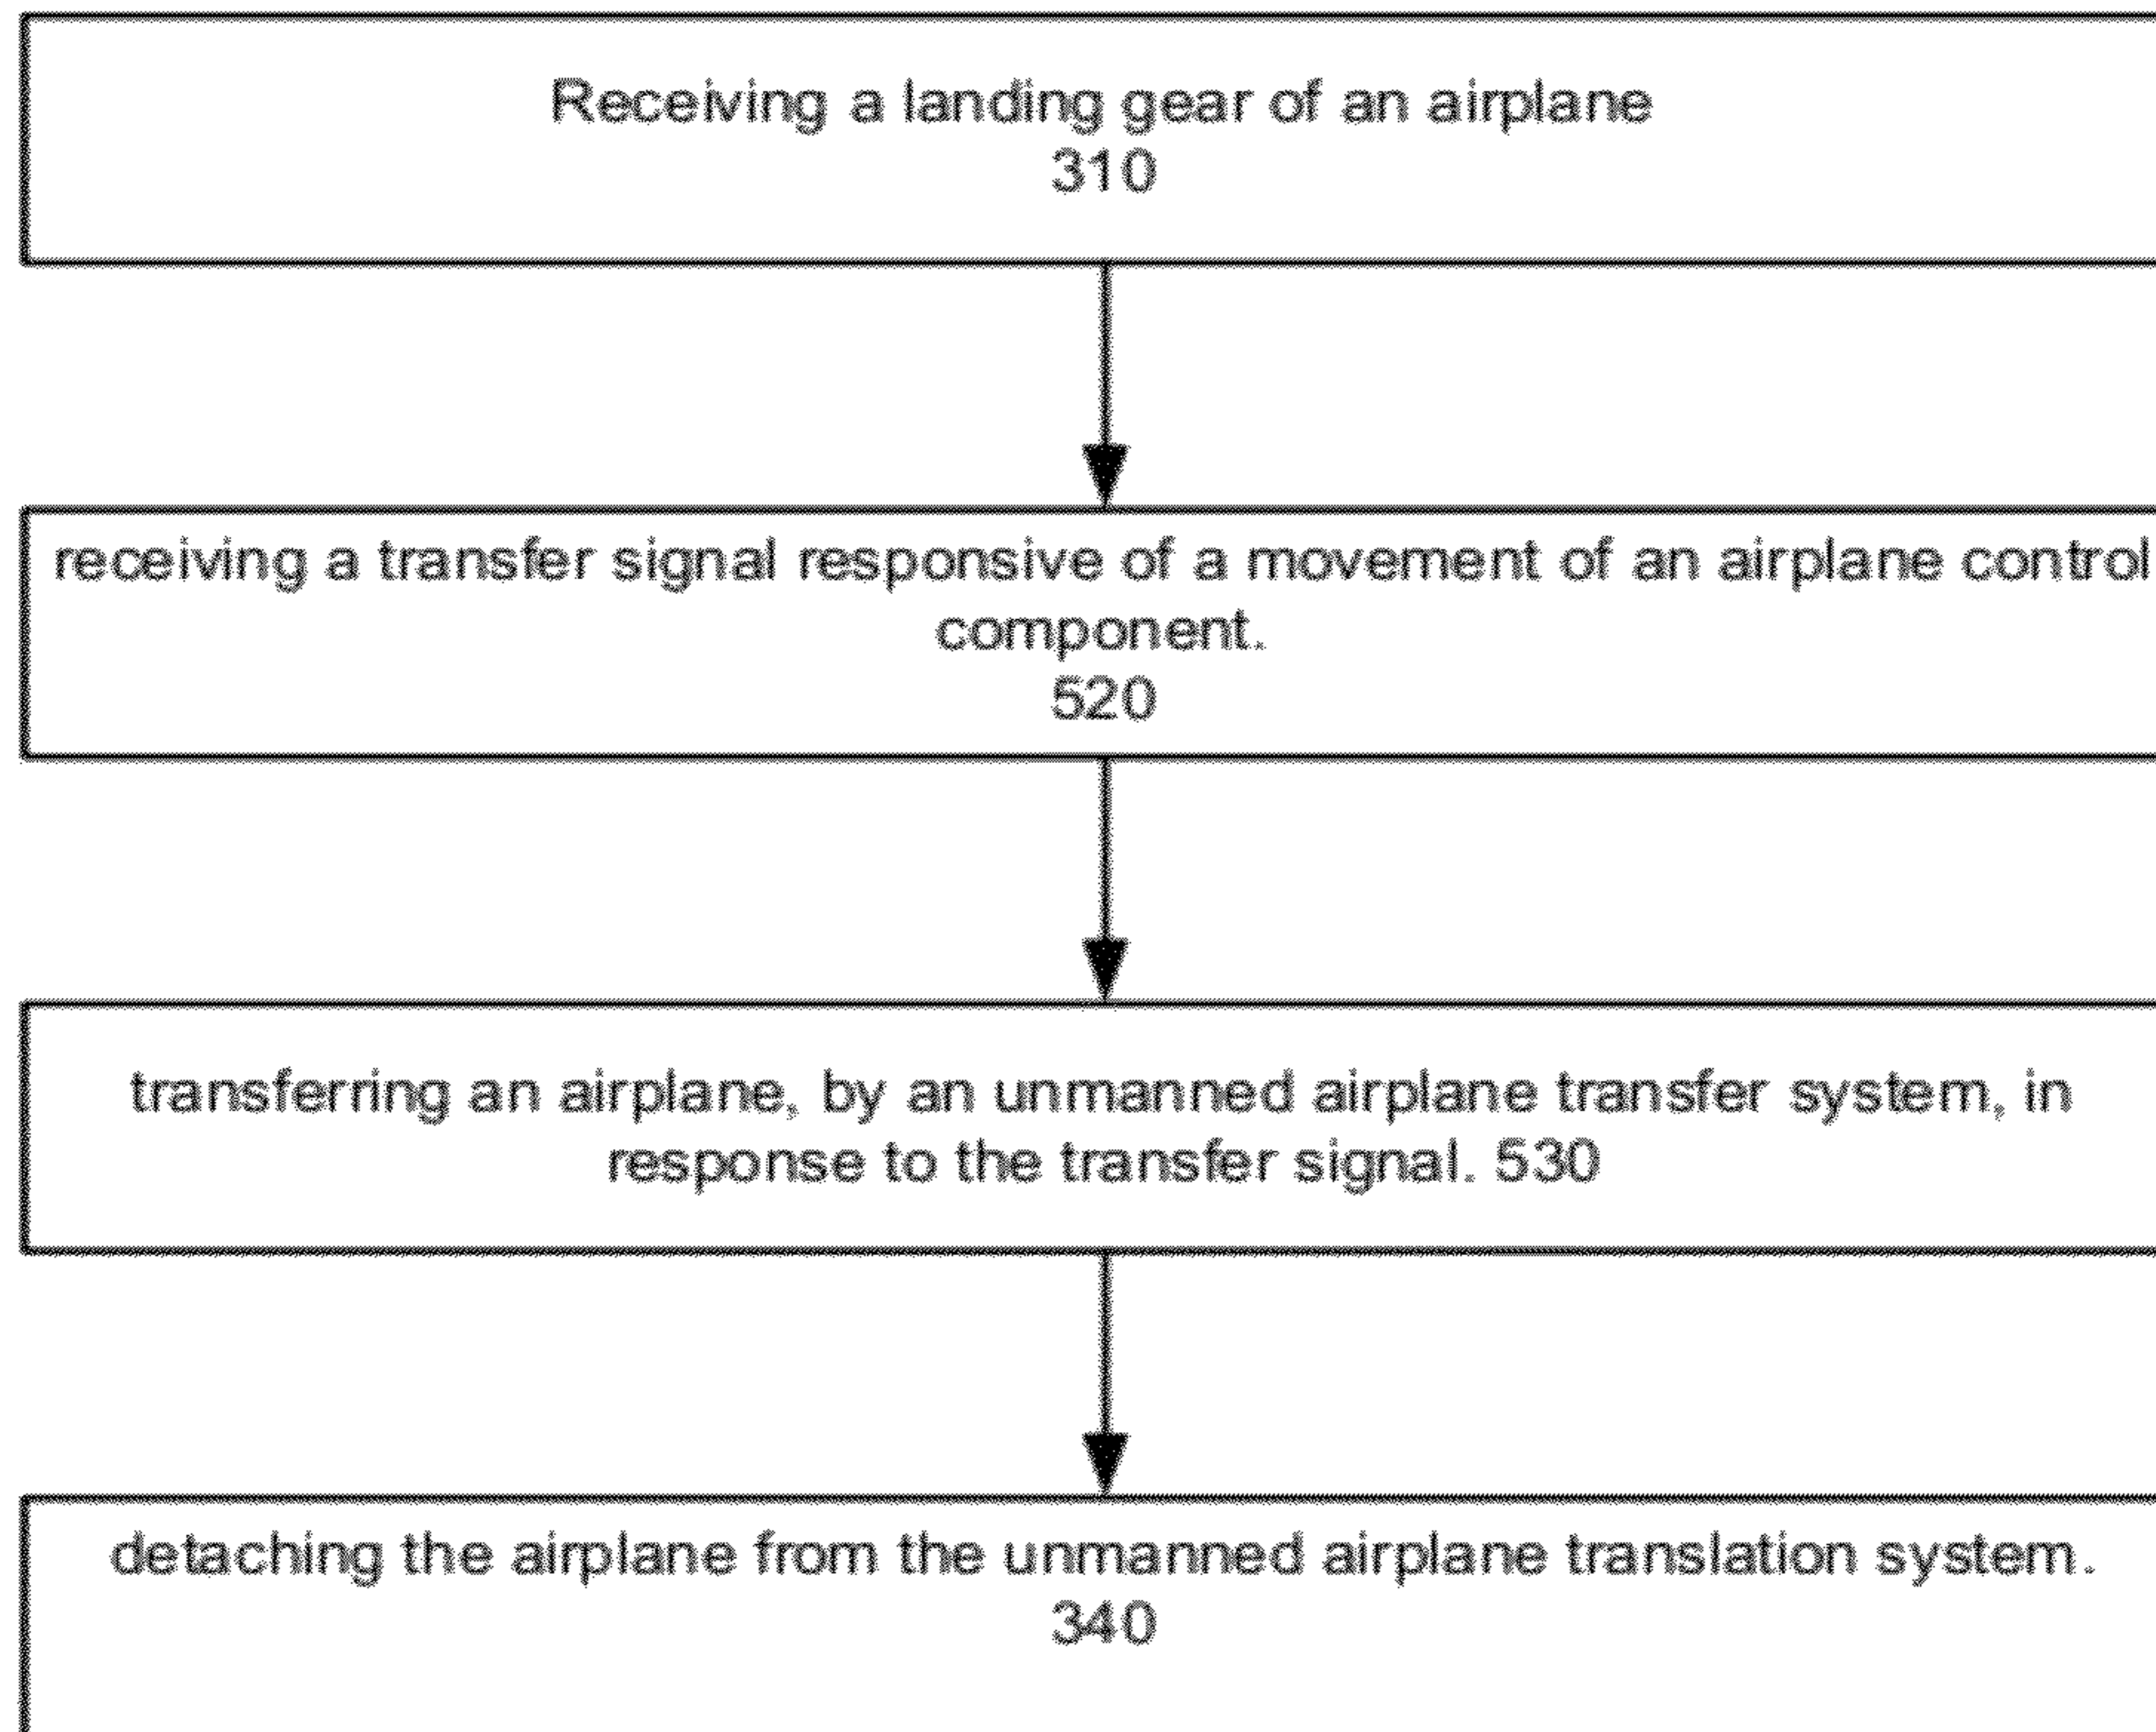 Receiving a landing gear of an airplane
310
receiving a transfer signal responsive of a movement of an airplane control
component.
520
transferring an airplane, by an unmanned airplane transfer system, in
response to the transfer signal. 530
detaching the airplane from the unmanned airplane translation system.
340